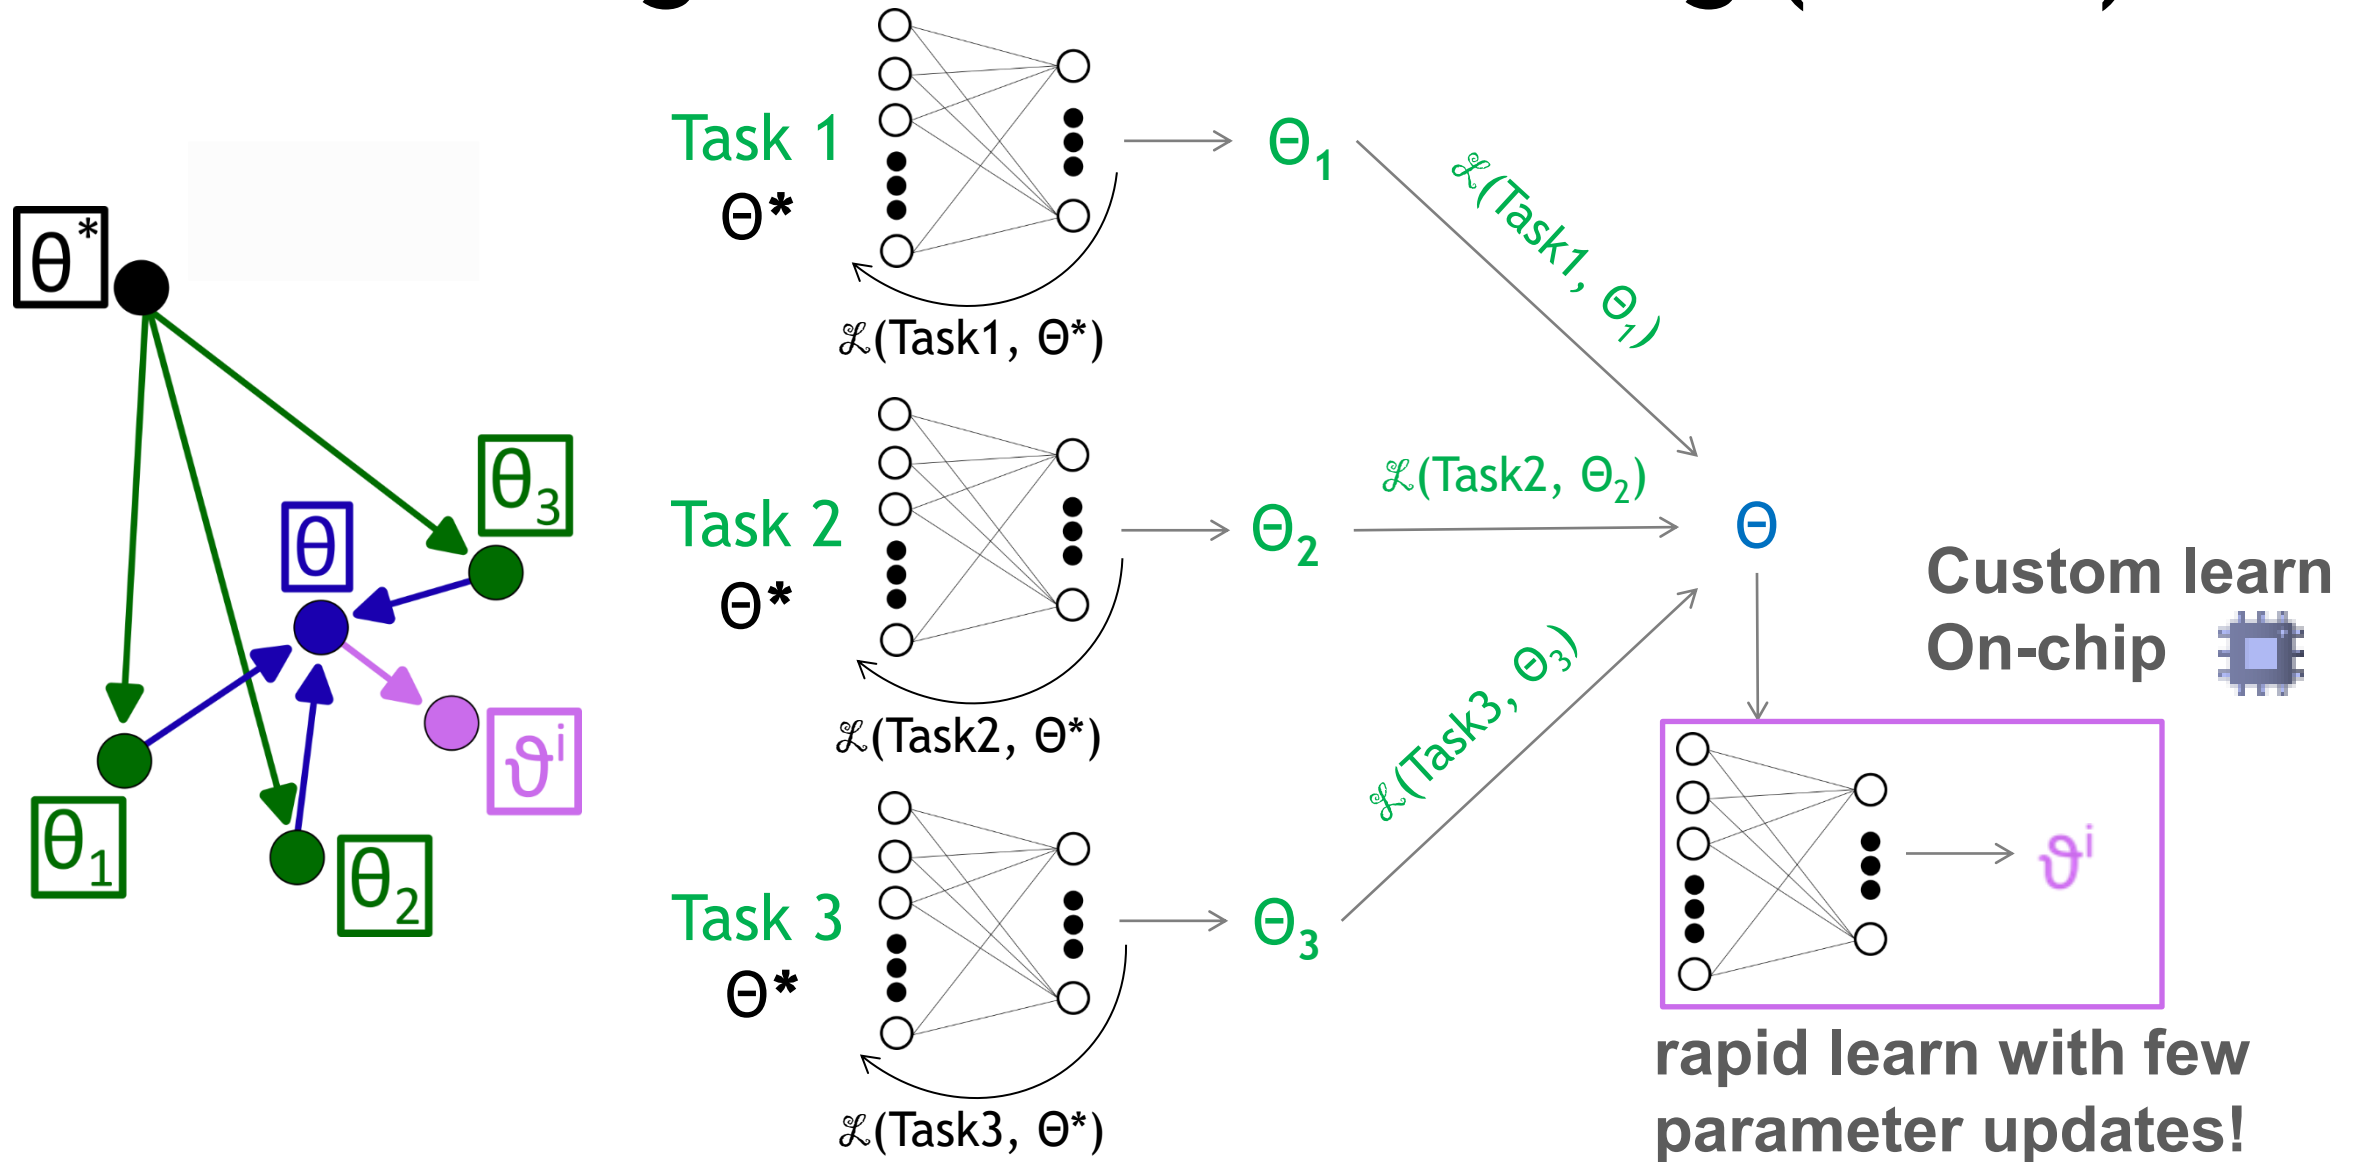 θ*
θ3
θ
ϑi
θ1
θ2
Task 1
Θ*
ℒ(Task1, Θ*)
Θ1
ℒ(Task1, Θ1)
Task 2
Θ*
ℒ(Task2, Θ*)
Θ2
ℒ(Task2, Θ2)
Task 3
Θ*
ℒ(Task3, Θ*)
Θ3
ℒ(Task3, Θ3)
Θ
Custom learn
On-chip
ϑi
rapid learn with few
parameter updates!